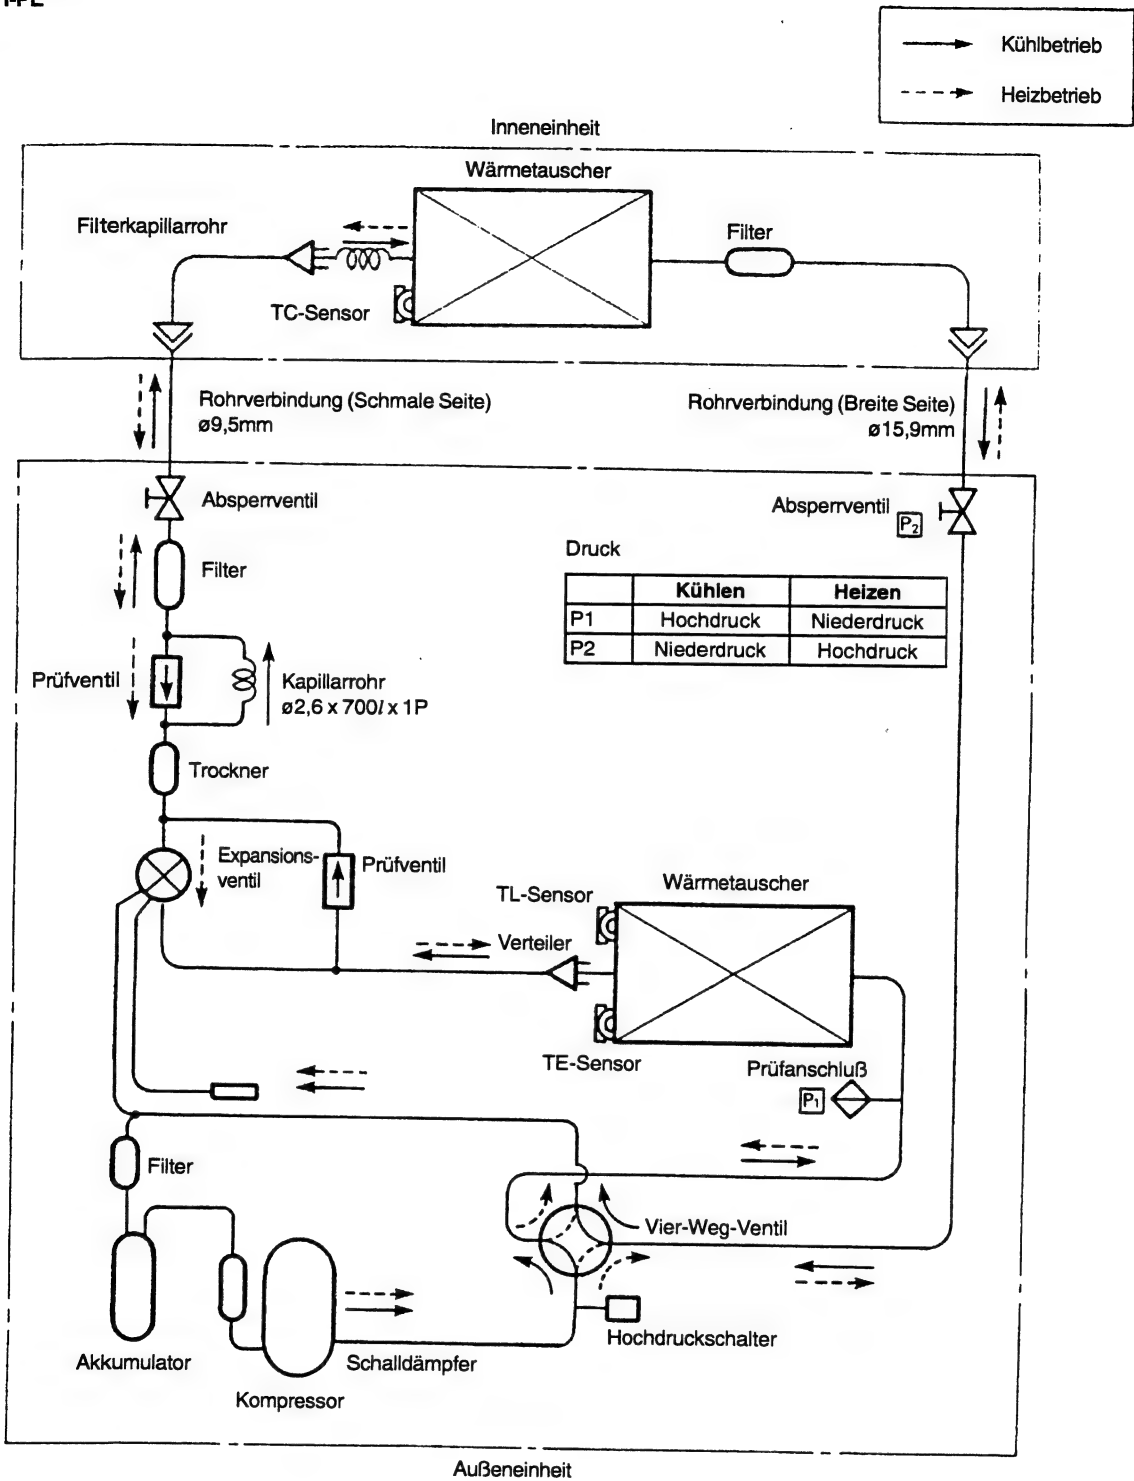 Kühlbetrieb
Heizbetrieb
Inneneinheit
Wärmetauscher
Filterkapillarrohr
Filter
TC-Sensor
Rohrverbindung (Schmale Seite)
ø9,5mm
Rohrverbindung (Breite Seite)
ø15,9mm
Absperrventil
Absperrventil
P2
Filter
Druck
Kühlen Heizen
P1 Hochdruck Niederdruck
P2 Niederdruck Hochdruck
Prüfventil
Kapillarrohr
ø2,6 x 700l x 1P
Trockner
Expansions-
ventil
Prüfventil
TL-Sensor
Wärmetauscher
Verteiler
TE-Sensor
Prüfanschluß
P1
Filter
Vier-Weg-Ventil
Hochdruckschalter
Akkumulator
Schalldämpfer
Kompressor
Außeneinheit